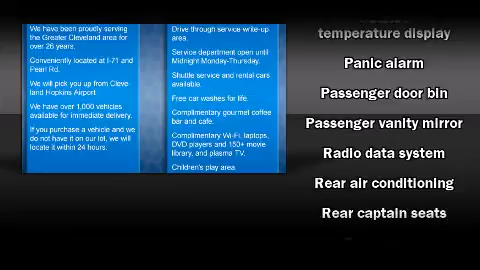 We have been proudly serving
the Greater Cleveland area for
over 26 years.
Conveniently located at I-71 and
Pearl Rd.
We will pick you up from Cleve-
land Hopkins Airport
We have over 1,000 vehicles
available for immediate delivery.
If you purchase a vehicle and we
do not have it on our lot, we will
locate it within 24 hours.
Drive through service write-up
area.
Service department open until
Midnight Monday-Thursday.
Shuttle service and rental cars
available.
Free car washes for life.
Complimentary gourmet coffee
bar and cafe.
Complimentary Wi-Fi, laptops,
DVD players and 150+ movie
library, and plasma TV.
Children's play area
temperature display
Panic alarm
Passenger door bin
Passenger vanity mirror
Radio data system
Rear air conditioning
Rear captain seats